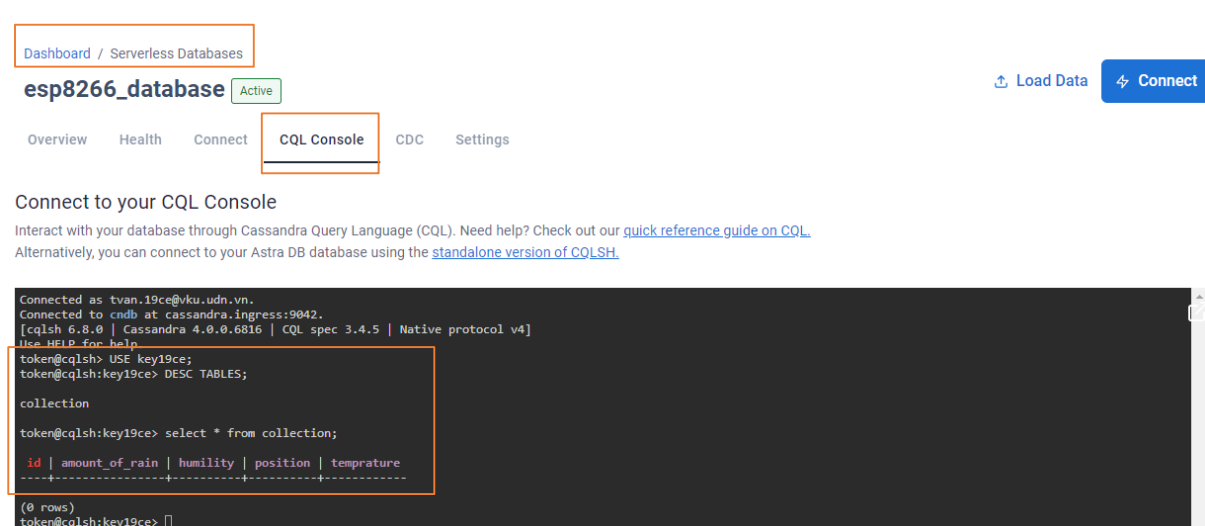 Dashboard / Serverless Databases
esp8266_database Active
Load Data
Connect
Overview Health Connect CQL Console CDC Settings
Connect to your CQL Console
Interact with your database through Cassandra Query Language (CQL). Need help? Check out our quick reference guide on CQL.
Alternatively, you can connect to your Astra DB database using the standalone version of CQLSH.
Connected as tvan.19ce@vku.udn.vn.
Connected to cndb at cassandra.ingress:9042.
[cqlsh 6.8.0 | Cassandra 4.0.0.6816 | CQL spec 3.4.5 | Native protocol v4]
Use HELP for help.
token@cqlsh> USE key19ce;
token@cqlsh:key19ce> DESC TABLES;
collection
token@cqlsh:key19ce> select * from collection;
id | amount_of_rain | humility | position | temprature
----+----------------+----------+----------+------------
(0 rows)
token@cqlsh:key19ce>